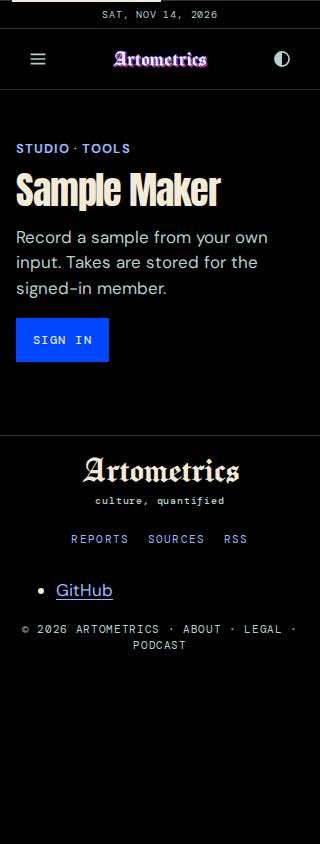 SAT, NOV 14, 2026
Artometrics
STUDIO · TOOLS
Sample Maker
Record a sample from your own
input. Takes are stored for the
signed-in member.
SIGN IN
Artometrics
culture, quantified
REPORTS SOURCES RSS
• GitHub
© 2026 ARTOMETRICS · ABOUT · LEGAL ·
PODCAST